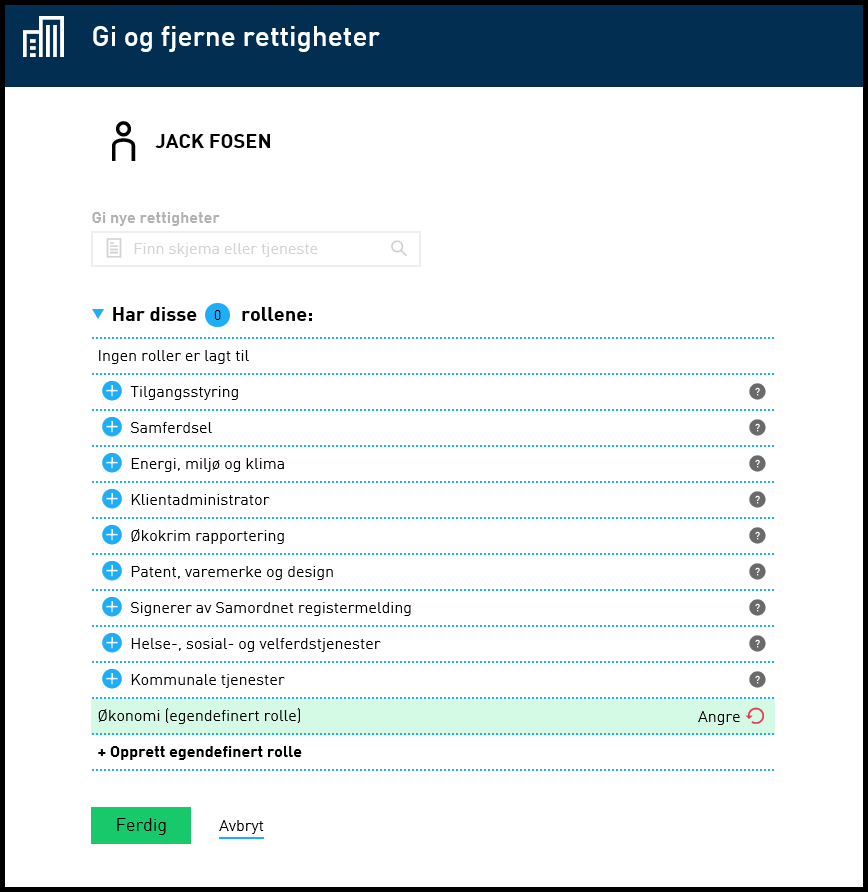 Gi og fjerne rettigheter
JACK FOSEN
Gi nye rettigheter
Finn skjema eller tjeneste
Har disse 0 rollene:
Ingen roller er lagt til
Tilgangsstyring ?
Samferdsel ?
Energi, miljø og klima ?
Klientadministrator ?
Økokrim rapportering ?
Patent, varemerke og design ?
Signerer av Samordnet registermelding ?
Helse-, sosial- og velferdstjenester ?
Kommunale tjenester ?
Økonomi (egendefinert rolle) Angre
+ Opprett egendefinert rolle
Ferdig Avbryt